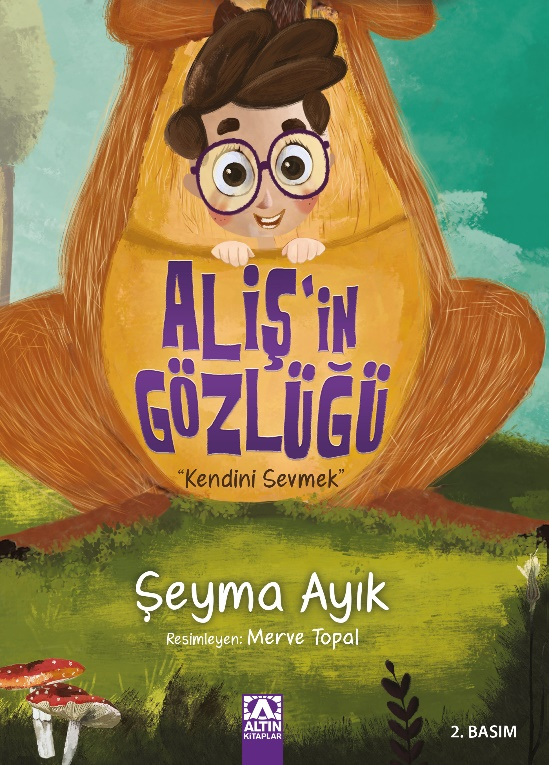 ALİŞ'İN
GÖZLÜĞÜ
"Kendini Sevmek"
Şeyma Ayık
Resimleyen: Merve Topal
ALTIN
KİTAPLAR
2. BASIM